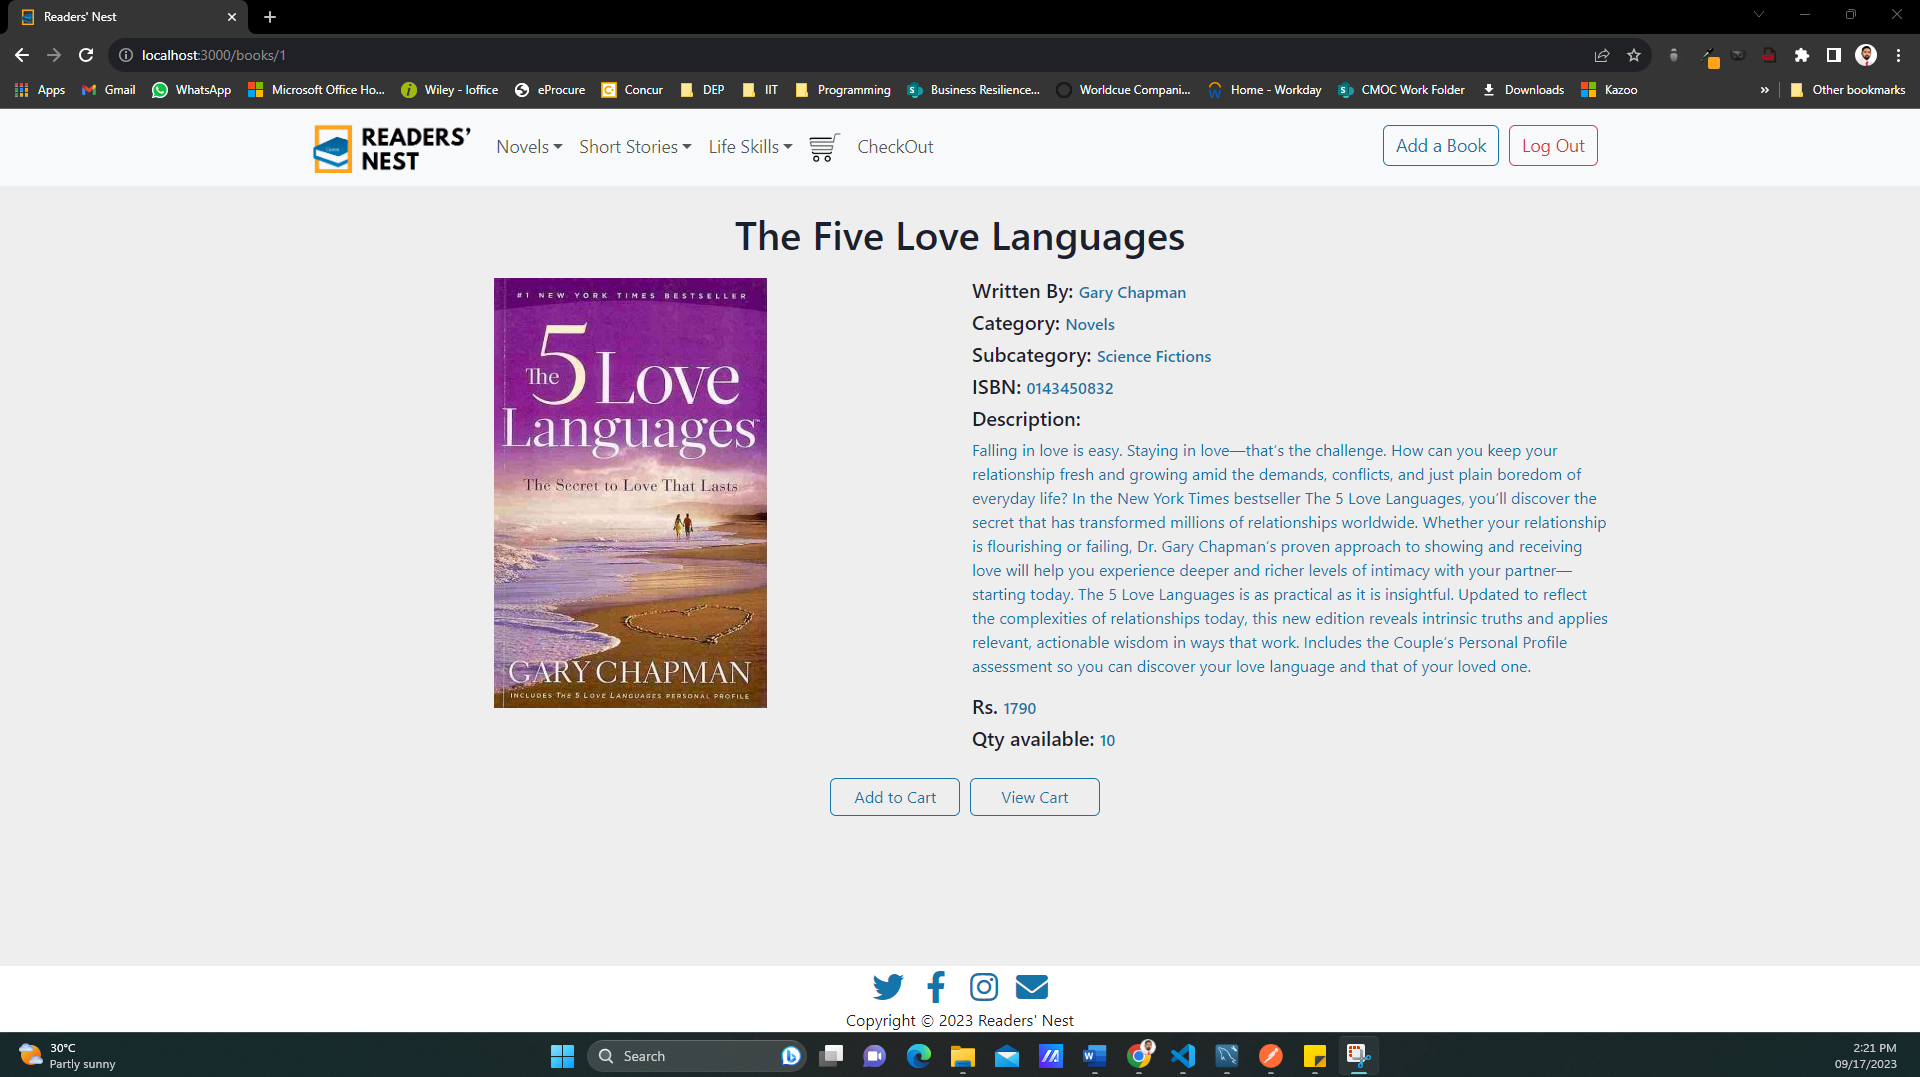 Readers' Nest
localhost:3000/books/1
Apps
Gmail
WhatsApp
Microsoft Office Ho...
Wiley - Ioffice
eProcure
Concur
DEP
IIT
Programming
Business Resilience...
Worldcue Compani...
Home - Workday
CMOC Work Folder
Downloads
Kazoo
»
Other bookmarks
READERS'
NEST
Novels
Short Stories
Life Skills
CheckOut
Add a Book
Log Out
The Five Love Languages
#1 NEW YORK TIMES BESTSELLER
The 5 Love
Languages
The Secret to Love That Lasts
GARY CHAPMAN
INCLUDES THE 5 LOVE LANGUAGES PERSONAL PROFILE
Written By: Gary Chapman
Category: Novels
Subcategory: Science Fictions
ISBN: 0143450832
Description:
Falling in love is easy. Staying in love—that's the challenge. How can you keep your
relationship fresh and growing amid the demands, conflicts, and just plain boredom of
everyday life? In the New York Times bestseller The 5 Love Languages, you'll discover the
secret that has transformed millions of relationships worldwide. Whether your relationship
is flourishing or failing, Dr. Gary Chapman's proven approach to showing and receiving
love will help you experience deeper and richer levels of intimacy with your partner—
starting today. The 5 Love Languages is as practical as it is insightful. Updated to reflect
the complexities of relationships today, this new edition reveals intrinsic truths and applies
relevant, actionable wisdom in ways that work. Includes the Couple's Personal Profile
assessment so you can discover your love language and that of your loved one.
Rs. 1790
Qty available: 10
Add to Cart
View Cart
Copyright © 2023 Readers' Nest
30°C
Partly sunny
Search
2:21 PM
09/17/2023